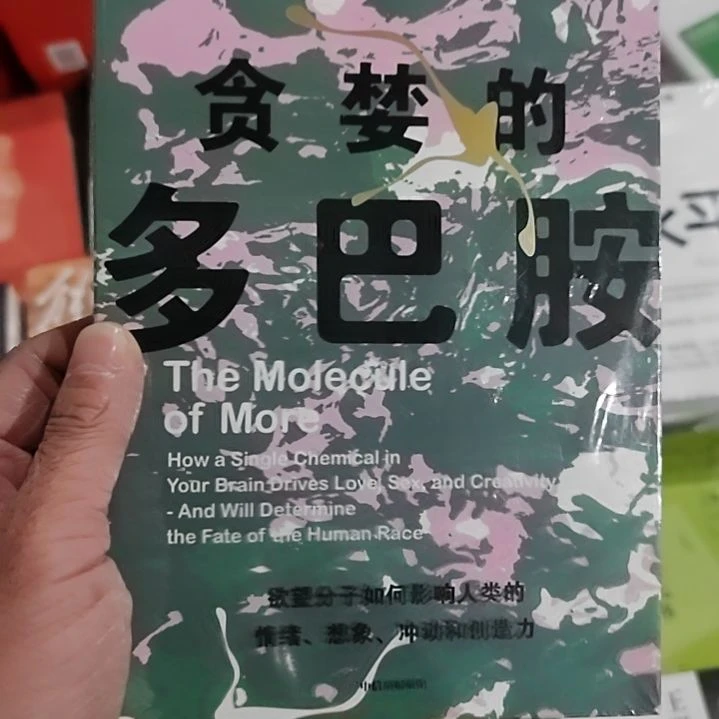 贪婪的
多巴胺
The Molecule
of More
How a Single Chemical in
Your Brain Drives Love, Sex, and Creativity
- And Will Determine
the Fate of the Human Race
欲望分子如何影响人类的
情绪、想象、冲动和创造力